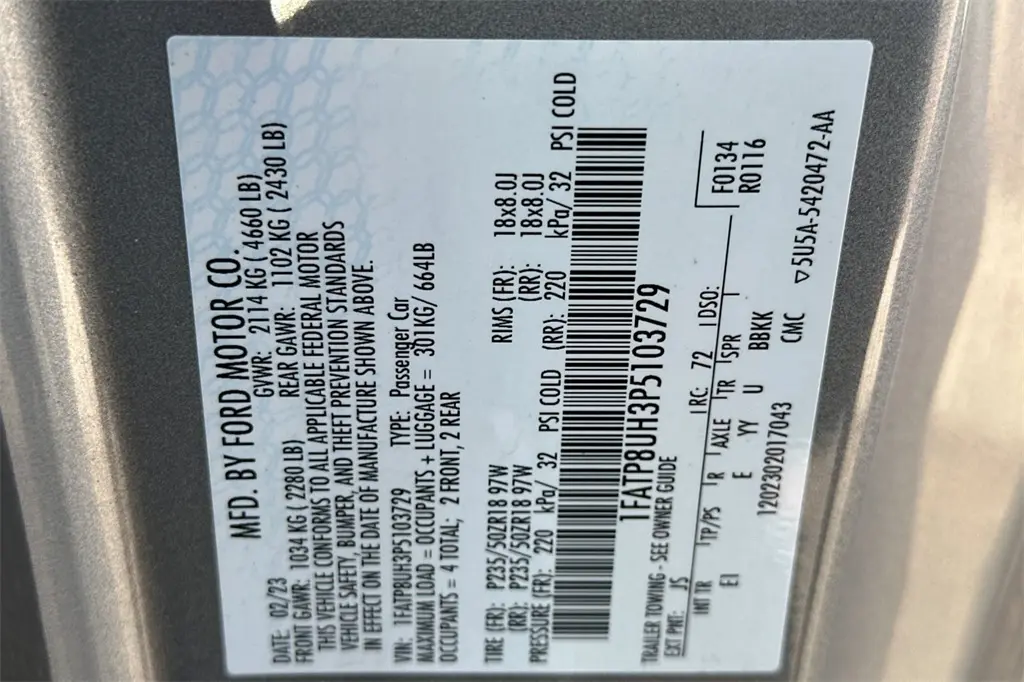 MFD. BY FORD MOTOR CO.
DATE: 02/23 GVWR: 2114 KG ( 4660 LB)
FRONT GAWR: 1034 KG ( 2280 LB) REAR GAWR: 1102 KG ( 2430 LB)
THIS VEHICLE CONFORMS TO ALL APPLICABLE FEDERAL MOTOR
VEHICLE SAFETY, BUMPER, AND THEFT PREVENTION STANDARDS
IN EFFECT ON THE DATE OF MANUFACTURE SHOWN ABOVE.
VIN: 1FATP8UH3P5103729 TYPE: Passenger Car
MAXIMUM LOAD = OCCUPANTS + LUGGAGE = 301KG/ 664LB
OCCUPANTS = 4 TOTAL; 2 FRONT, 2 REAR
TIRE (FR): P235/50ZR18 97W RIMS (FR): 18x8.0J
(RR): P235/50ZR18 97W (RR): 18x8.0J
PRESSURE (FR): 220 kPa/ 32 PSI COLD (RR): 220 kPa/ 32 PSI COLD
1FATP8UH3P5103729
TRAILER TOWING - SEE OWNER GUIDE
EXT PNT: JS RC: 72 DSO: F0134
R0116
INT TR TP/PS R AXLE TR SPR
EI E YY U BBKK
1202302017043 CMC
▽5U5A-5420472-AA